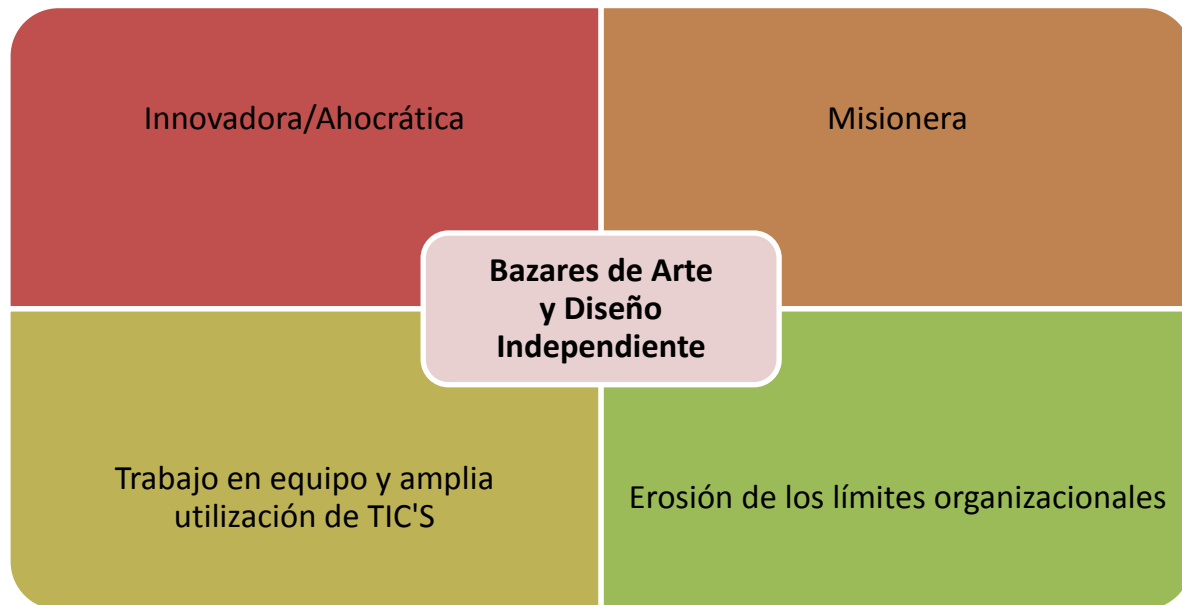 Innovadora/Ahocrática
Misionera
Bazares de Arte
y Diseño
Independiente
Trabajo en equipo y amplia
utilización de TIC'S
Erosión de los límites organizacionales